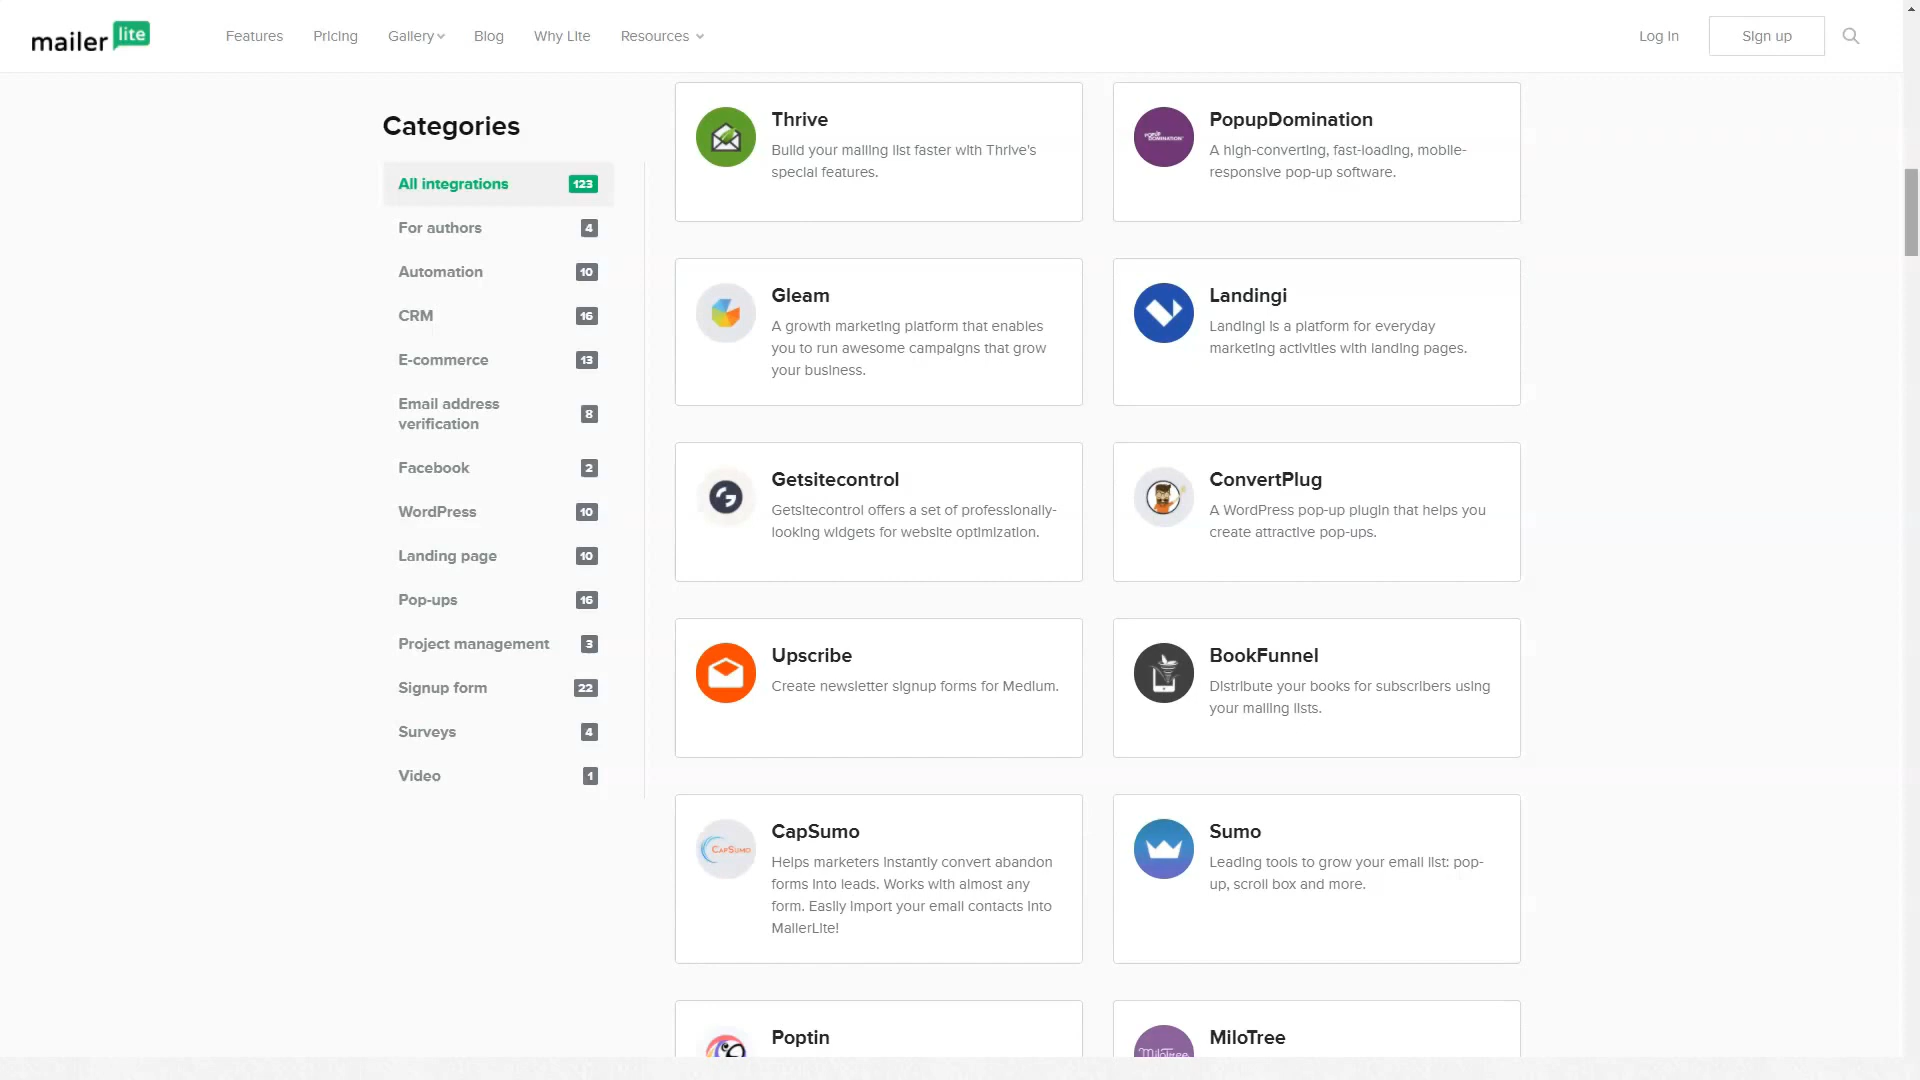 mailer lite
Features Pricing Gallery Blog Why Lite Resources Log in Sign up
Categories
All integrations 123
For authors 4
Automation 10
CRM 16
E-commerce 13
Email address
verification 8
Facebook 2
WordPress 10
Landing page 10
Pop-ups 16
Project management 3
Signup form 22
Surveys 4
Video 1
Thrive
Build your mailing list faster with Thrive's
special features.
POPUP
DOMINATION
PopupDomination
A high-converting, fast-loading, mobile-
responsive pop-up software.
Gleam
A growth marketing platform that enables
you to run awesome campaigns that grow
your business.
Landingi
Landingi is a platform for everyday
marketing activities with landing pages.
Getsitecontrol
Getsitecontrol offers a set of professionally-
looking widgets for website optimization.
ConvertPlug
A WordPress pop-up plugin that helps you
create attractive pop-ups.
Upscribe
Create newsletter signup forms for Medium.
BookFunnel
Distribute your books for subscribers using
your mailing lists.
CAPSUMO
CapSumo
Helps marketers instantly convert abandon
forms into leads. Works with almost any
form. Easily import your email contacts into
MailerLite!
Sumo
Leading tools to grow your email list: pop-
up, scroll box and more.
Poptin
MiloTree
MiloTree